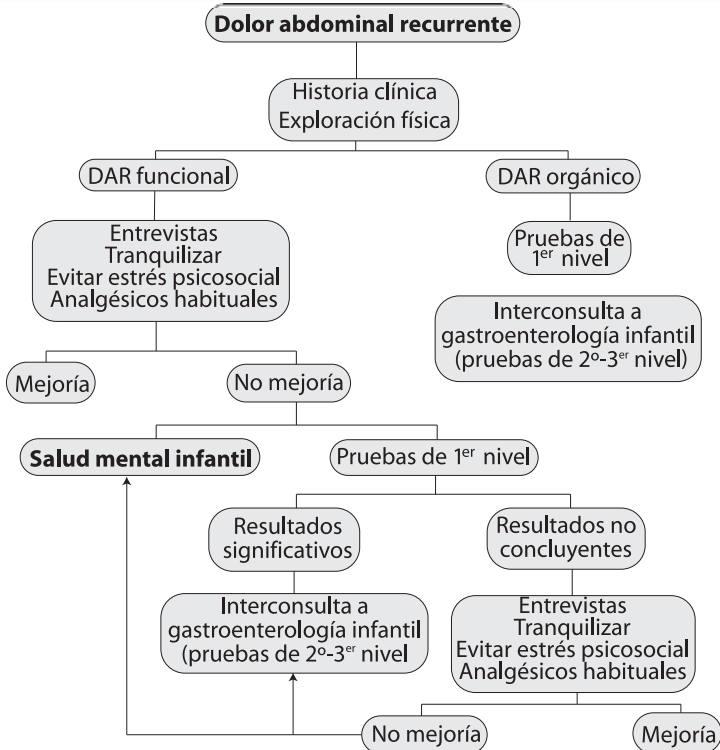 Dolor abdominal recurrente
Historia clínica
Exploración física
DAR funcional
DAR orgánico
Entrevistas
Tranquilizar
Evitar estrés psicosocial
Analgésicos habituales
Pruebas de
1er nivel
Interconsulta a
gastroenterología infantil
(pruebas de 2º-3er nivel)
Mejoría
No mejoría
Salud mental infantil
Pruebas de 1er nivel
Resultados
significativos
Resultados no
concluyentes
Interconsulta a
gastroenterología infantil
(pruebas de 2º-3er nivel
Entrevistas
Tranquilizar
Evitar estrés psicosocial
Analgésicos habituales
No mejoría
Mejoría